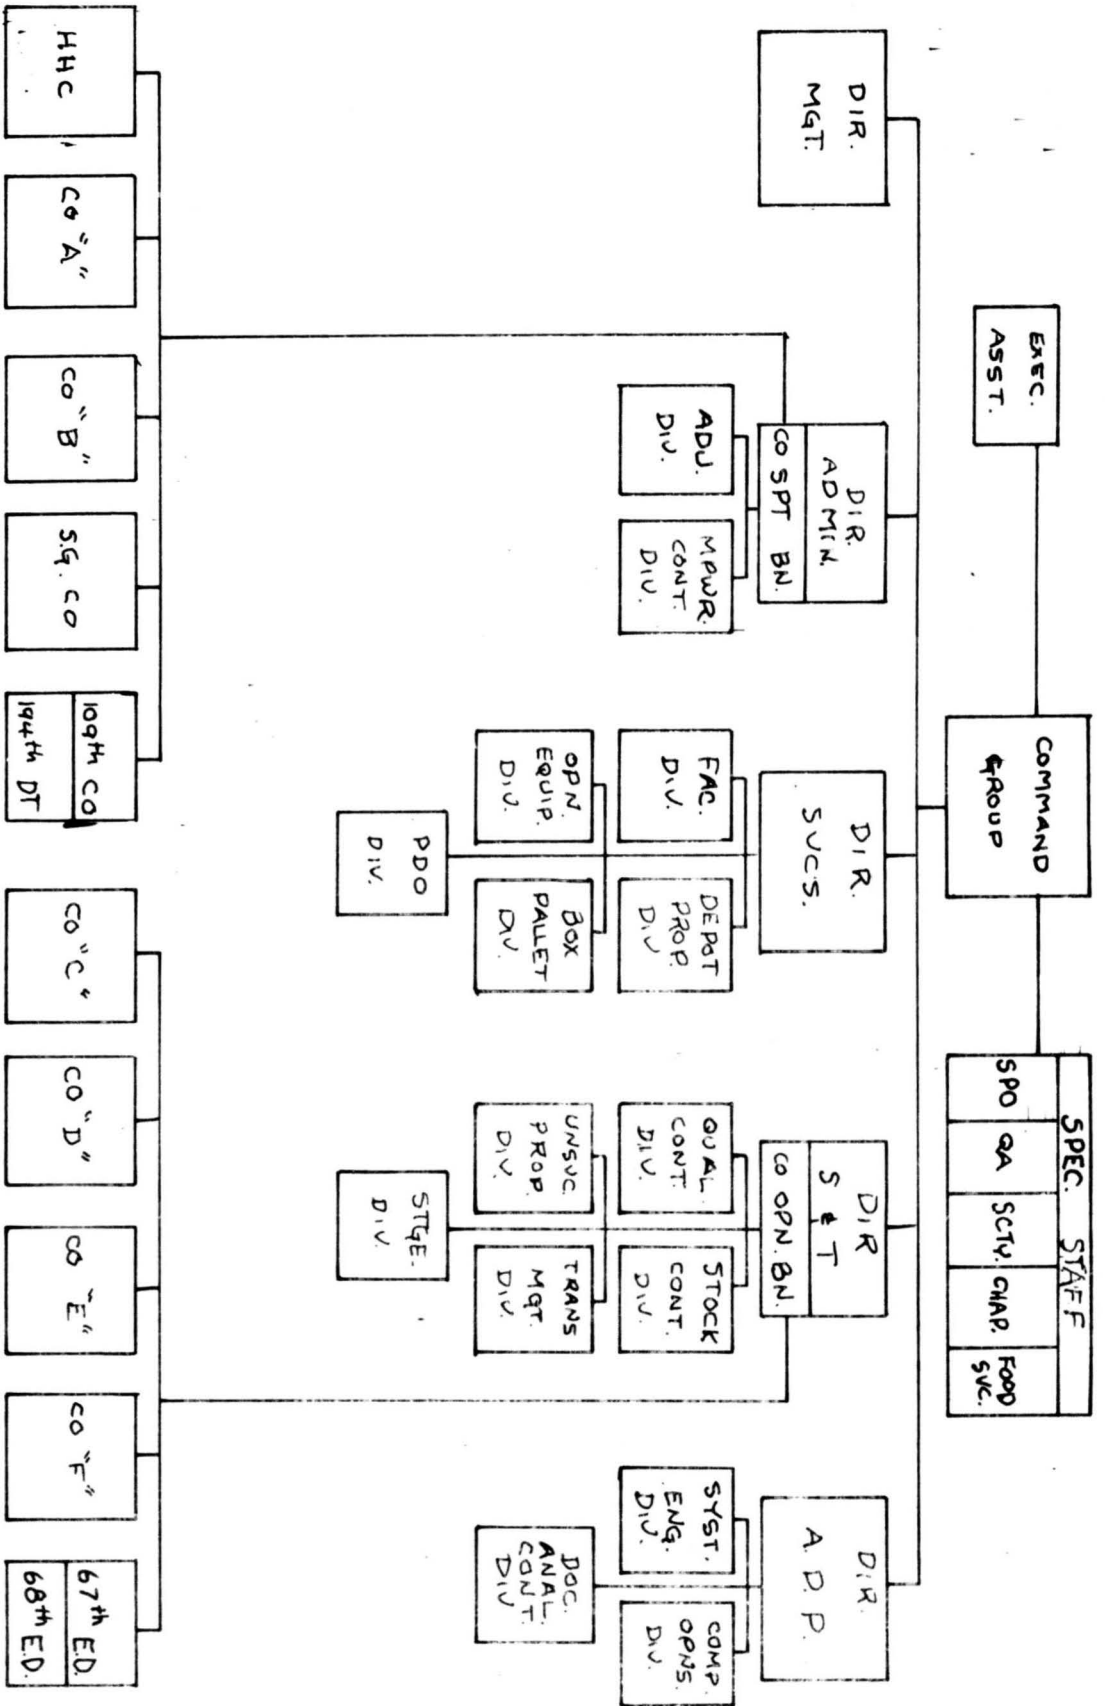 EXEC.
ASST.
COMMAND
GROUP
SPEC. STAFF
SPO
QA
SCTY.
CHAP.
FOOD
SVC.
DIR.
MGT.
DIR.
ADMIN.
CO SPT BN.
DIR.
SVCS.
DIR
S & T
CO OPN. BN.
DIR.
A. D. P.
ADJ.
DIV.
MPWR.
CONT.
DIV.
FAC.
DIV.
DEPOT
PROP.
DIV
QUAL
CONT.
DIV.
STOCK
CONT.
DIV.
SYST.
ENG.
DIV.
COMP.
OPNS.
DIV.
OPN.
EQUIP.
DIV.
BOX
PALLET
DIV.
UNSVC.
PROP.
DIV.
TRANS
MGT.
DIV.
DOC.
ANAL.
CONT.
DIV
PDO
DIV.
STGE.
DIV.
HHC
CO "A"
CO "B"
S.G. CO
109th CO
194th DT
CO "C"
CO "D"
CO "E"
CO "F"
67th E.D.
68th E.D.